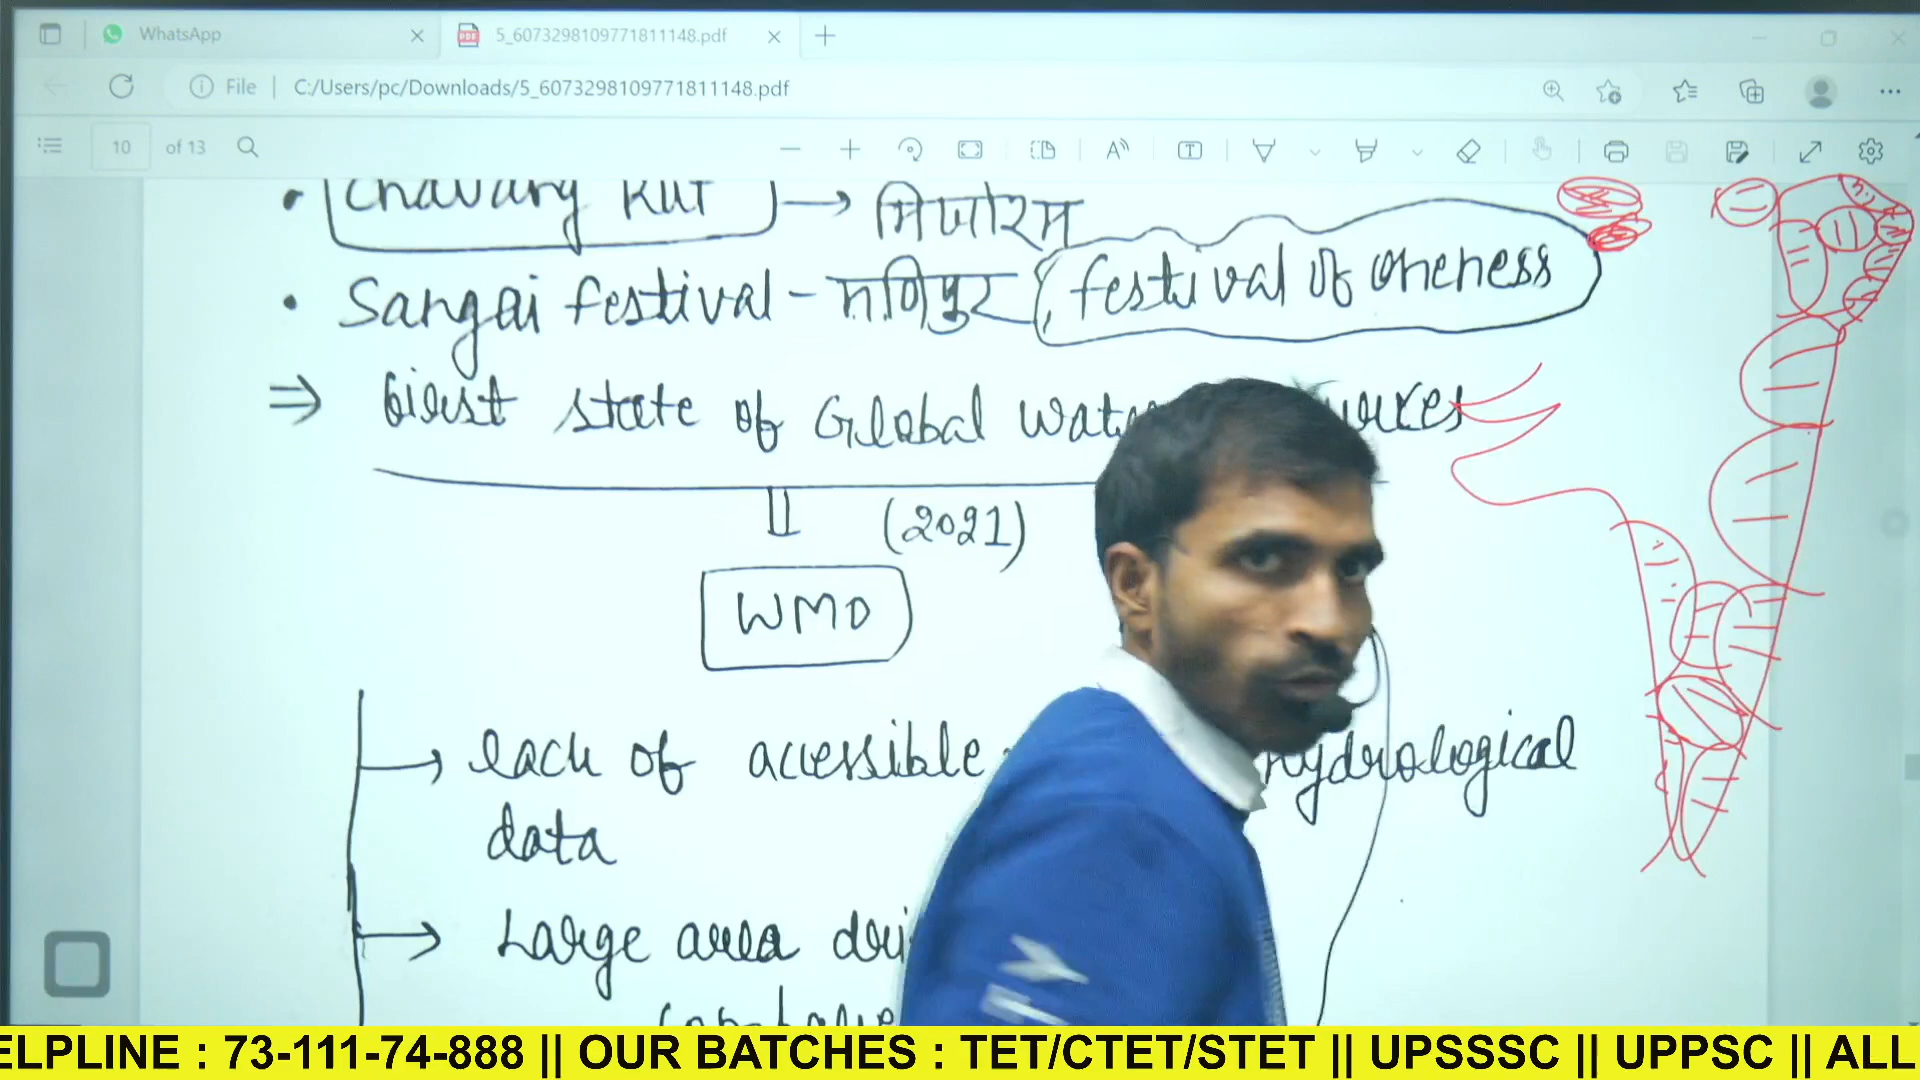 WhatsApp
5_6073298109771811148.pdf
File
C:/Users/pc/Downloads/5_6073298109771811148.pdf
10 of 13
Chavang Kut → मिजोरम
• Sangai festival - मणिपुर, festival of oneness
⇒ first state of Global
(2021)
WMO
→ lack of accessible hydrological
data
→ Large area
ELPLINE : 73-111-74-888 || OUR BATCHES : TET/CTET/STET || UPSSSC || UPPSC || ALL